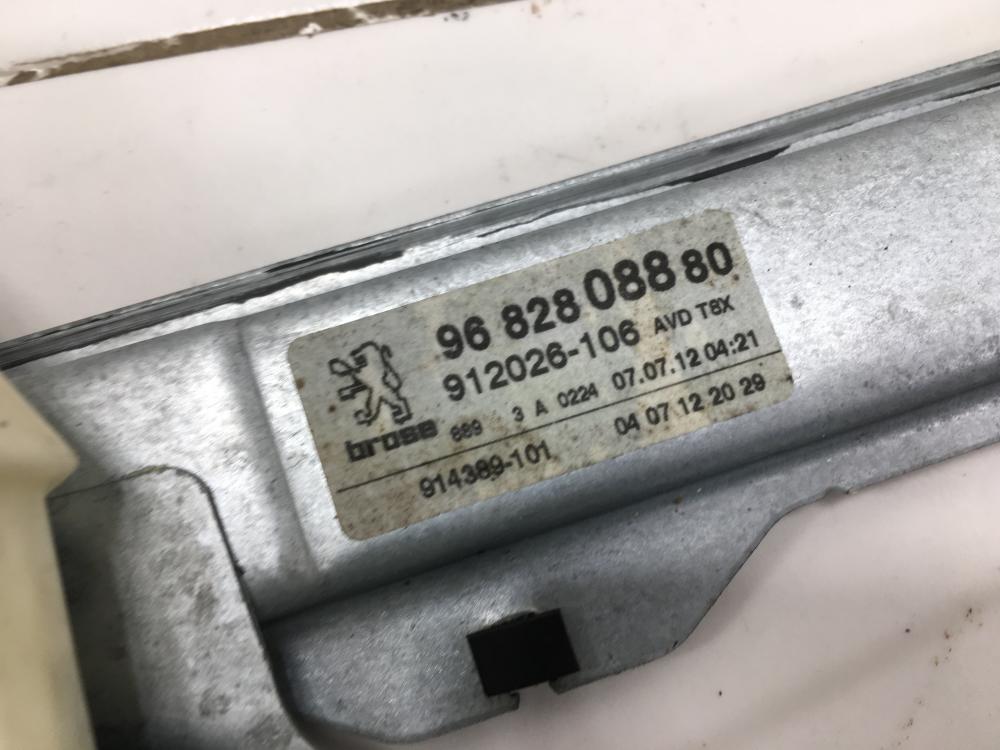 96 828 088 80
912026-106 AVD T8X
brose 889 3 A 0224 07.07.12 04:21
914389-101 04 07 12 20 29